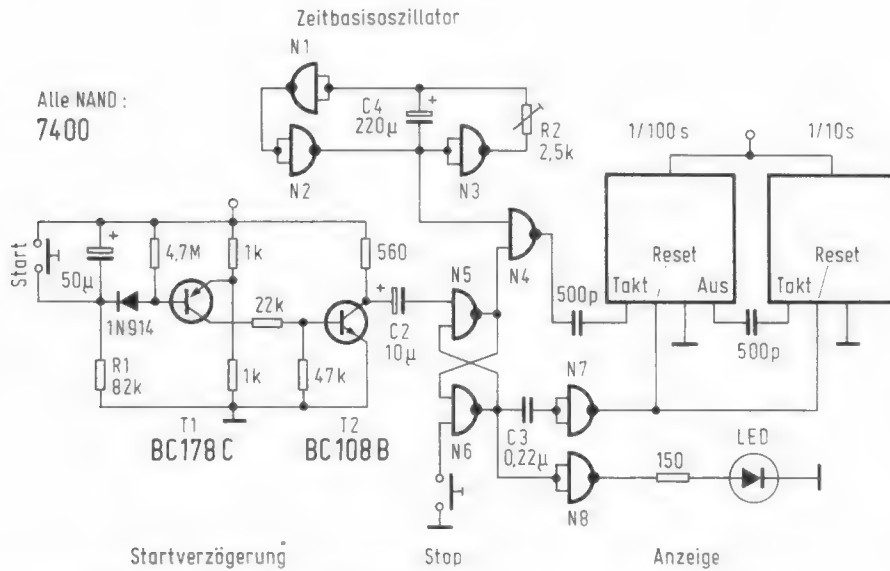 Zeitbasisoszillator
N1
Alle NAND :
7400
C4
220µ
+
R2
2,5k
1/100 s
1/10s
N2
N3
Start
50µ
+
4,7M
1k
560
N5
N4
Reset
Reset
Takt
Aus
Takt
1N914
22k
+
C2
10µ
500p
500p
R1
82k
1k
47k
N7
T1
BC178C
T2
BC108B
N6
C3
0,22µ
LED
150
N8
Startverzögerung
Stop
Anzeige